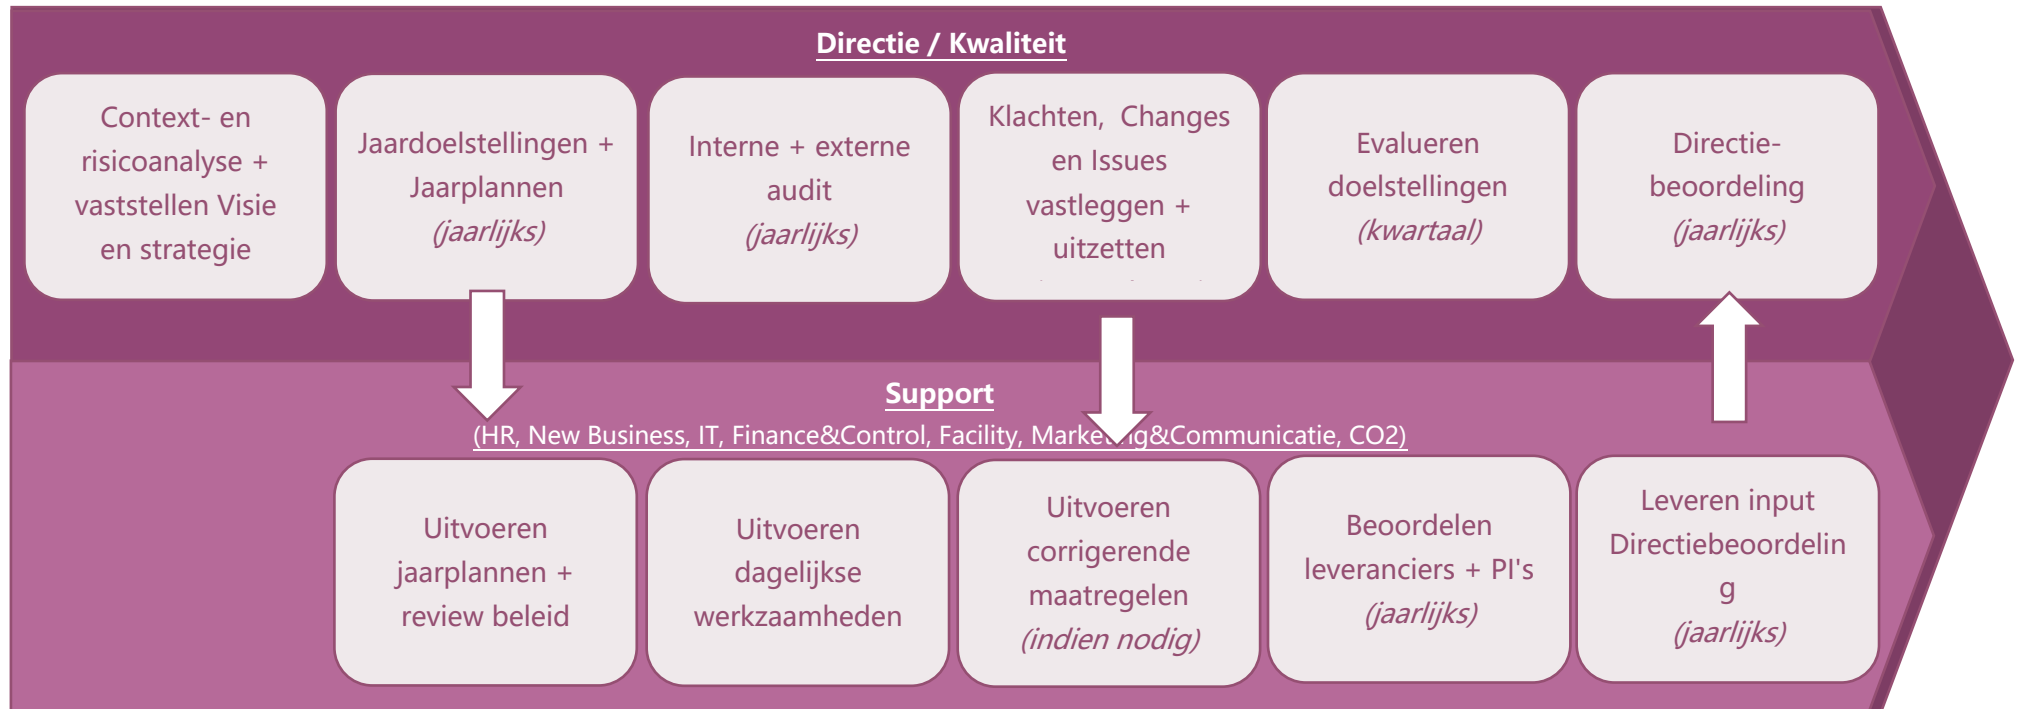 Directie / Kwaliteit
Context- en
risicoanalyse +
vaststellen Visie
en strategie
Jaardoelstellingen +
Jaarplannen
(jaarlijks)
Interne + externe
audit
(jaarlijks)
Klachten, Changes
en Issues
vastleggen +
uitzetten
Evalueren
doelstellingen
(kwartaal)
Directie-
beoordeling
(jaarlijks)
Support
(HR, New Business, IT, Finance&Control, Facility, Marketing&Communicatie, CO2)
Uitvoeren
jaarplannen +
review beleid
Uitvoeren
dagelijkse
werkzaamheden
Uitvoeren
corrigerende
maatregelen
(indien nodig)
Beoordelen
leveranciers + PI's
(jaarlijks)
Leveren input
Directiebeoordelin
g
(jaarlijks)